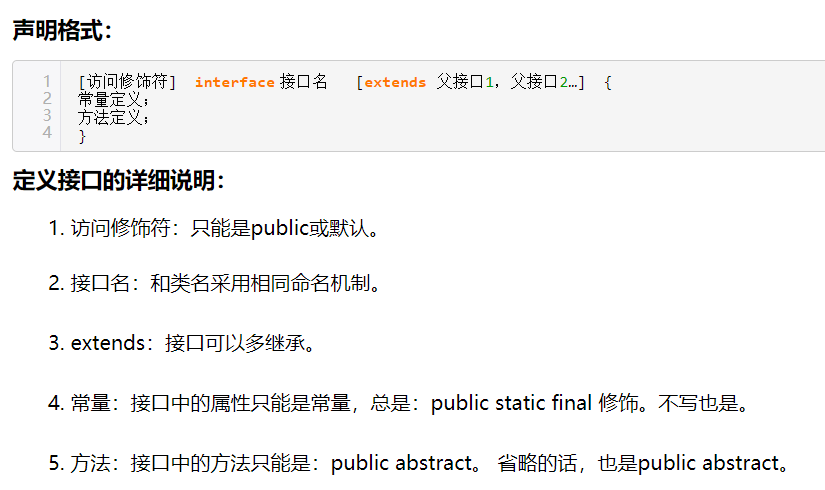 声明格式：
1 [访问修饰符] interface 接口名 [extends 父接口1，父接口2…] {
2 常量定义；
3 方法定义；
4 }
定义接口的详细说明：
1. 访问修饰符：只能是public或默认。
2. 接口名：和类名采用相同命名机制。
3. extends：接口可以多继承。
4. 常量：接口中的属性只能是常量，总是：public static final 修饰。不写也是。
5. 方法：接口中的方法只能是：public abstract。 省略的话，也是public abstract。